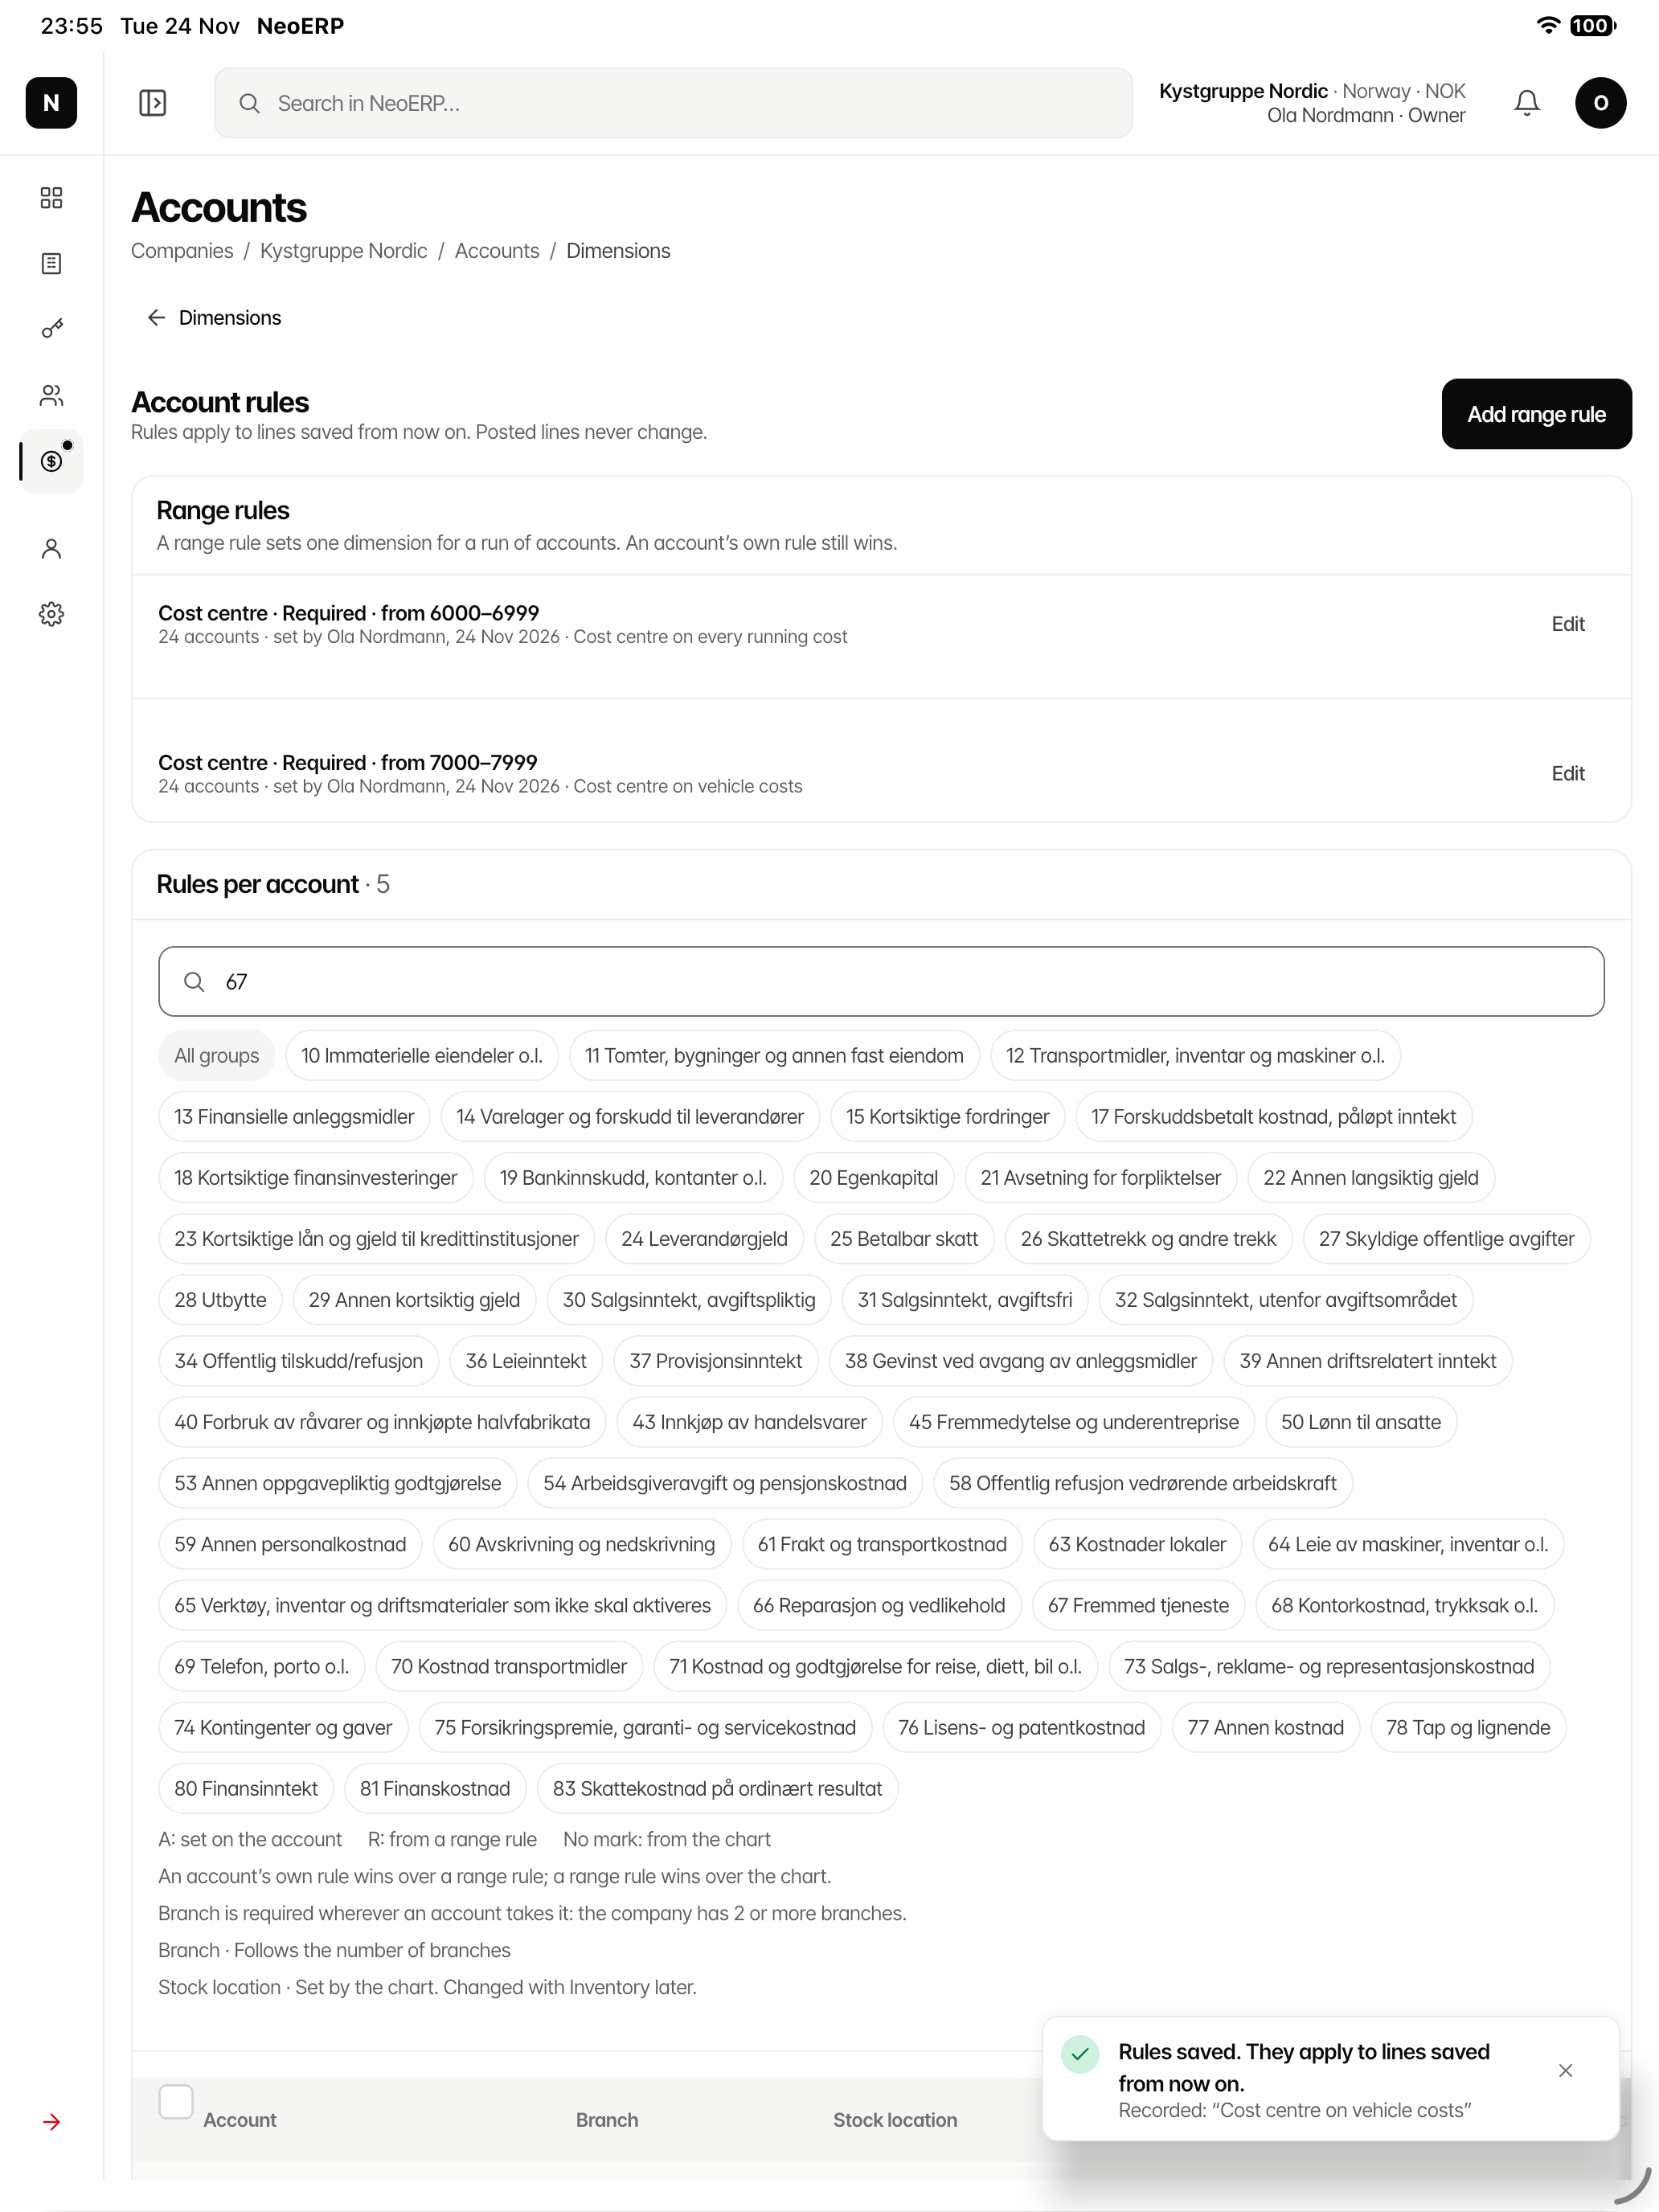 23:55 Tue 24 Nov NeoERP 100
N
Search in NeoERP...
Kystgruppe Nordic · Norway · NOK
Ola Nordmann · Owner
O
Accounts
Companies / Kystgruppe Nordic / Accounts / Dimensions
Dimensions
Account rules
Rules apply to lines saved from now on. Posted lines never change.
Add range rule
Range rules
A range rule sets one dimension for a run of accounts. An account’s own rule still wins.
Cost centre · Required · from 6000–6999
24 accounts · set by Ola Nordmann, 24 Nov 2026 · Cost centre on every running cost
Edit
Cost centre · Required · from 7000–7999
24 accounts · set by Ola Nordmann, 24 Nov 2026 · Cost centre on vehicle costs
Edit
Rules per account · 5
67
All groups 10 Immaterielle eiendeler o.l. 11 Tomter, bygninger og annen fast eiendom 12 Transportmidler, inventar og maskiner o.l.
13 Finansielle anleggsmidler 14 Varelager og forskudd til leverandører 15 Kortsiktige fordringer 17 Forskuddsbetalt kostnad, påløpt inntekt
18 Kortsiktige finansinvesteringer 19 Bankinnskudd, kontanter o.l. 20 Egenkapital 21 Avsetning for forpliktelser 22 Annen langsiktig gjeld
23 Kortsiktige lån og gjeld til kredittinstitusjoner 24 Leverandørgjeld 25 Betalbar skatt 26 Skattetrekk og andre trekk 27 Skyldige offentlige avgifter
28 Utbytte 29 Annen kortsiktig gjeld 30 Salgsinntekt, avgiftspliktig 31 Salgsinntekt, avgiftsfri 32 Salgsinntekt, utenfor avgiftsområdet
34 Offentlig tilskudd/refusjon 36 Leieinntekt 37 Provisjonsinntekt 38 Gevinst ved avgang av anleggsmidler 39 Annen driftsrelatert inntekt
40 Forbruk av råvarer og innkjøpte halvfabrikata 43 Innkjøp av handelsvarer 45 Fremmedytelse og underentreprise 50 Lønn til ansatte
53 Annen oppgavepliktig godtgjørelse 54 Arbeidsgiveravgift og pensjonskostnad 58 Offentlig refusjon vedrørende arbeidskraft
59 Annen personalkostnad 60 Avskrivning og nedskrivning 61 Frakt og transportkostnad 63 Kostnader lokaler 64 Leie av maskiner, inventar o.l.
65 Verktøy, inventar og driftsmaterialer som ikke skal aktiveres 66 Reparasjon og vedlikehold 67 Fremmed tjeneste 68 Kontorkostnad, trykksak o.l.
69 Telefon, porto o.l. 70 Kostnad transportmidler 71 Kostnad og godtgjørelse for reise, diett, bil o.l. 73 Salgs-, reklame- og representasjonskostnad
74 Kontingenter og gaver 75 Forsikringspremie, garanti- og servicekostnad 76 Lisens- og patentkostnad 77 Annen kostnad 78 Tap og lignende
80 Finansinntekt 81 Finanskostnad 83 Skattekostnad på ordinært resultat
A: set on the account R: from a range rule No mark: from the chart
An account’s own rule wins over a range rule; a range rule wins over the chart.
Branch is required wherever an account takes it: the company has 2 or more branches.
Branch · Follows the number of branches
Stock location · Set by the chart. Changed with Inventory later.
Rules saved. They apply to lines saved
from now on.
Recorded: “Cost centre on vehicle costs”
Account Branch Stock location